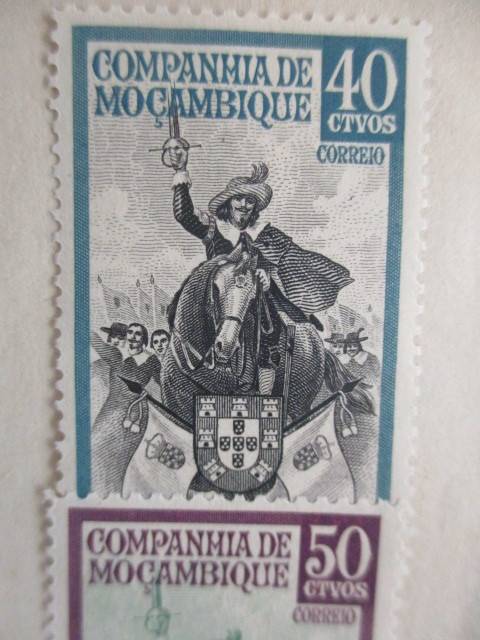 COMPANHIA DE
MOÇAMBIQUE
40
CTVOS
CORREIO
COMPANHIA DE
MOÇAMBIQUE
50
CTVOS
CORREIO